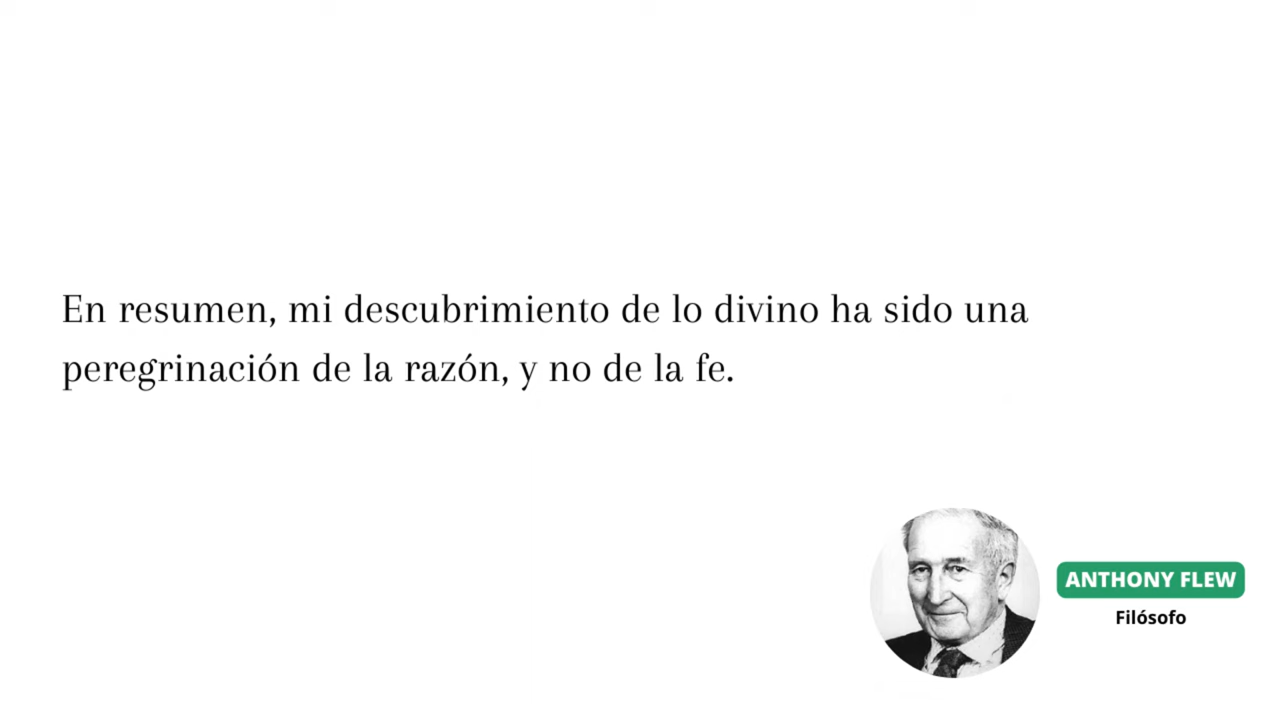 En resumen, mi descubrimiento de lo divino ha sido una
peregrinación de la razón, y no de la fe.
ANTHONY FLEW
Filósofo